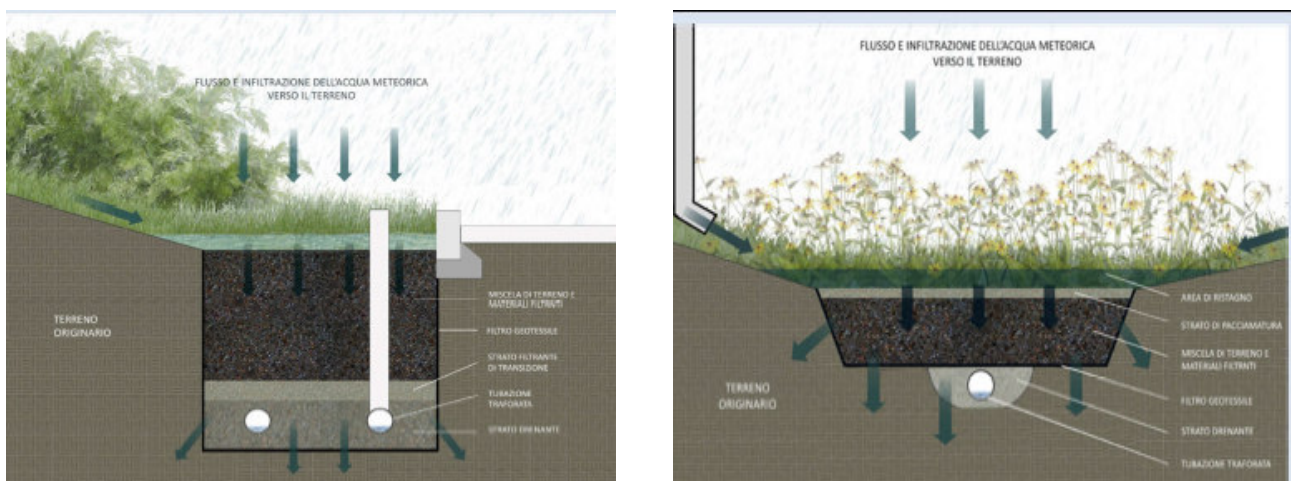 FLUSSO E INFILTRAZIONE DELL'ACQUA METEORICA
VERSO IL TERRENO
TERRENO
ORIGINARIO
MISCELA DI TERRENO E
MATERIALI FILTRNTI
FILTRO GEOTESSILE
STRATO FILTRANTE
DI TRANSIZIONE
TUBAZIONE
TRAFORATA
STRATO DRENANTE
FLUSSO E INFILTRAZIONE DELL'ACQUA METEORICA
VERSO IL TERRENO
AREA DI RISTAGNO
STRATO DI PACCIAMATURA
MISCELA DI TERRENO E
MATERIALI FILTRNTI
TERRENO
ORIGINARIO
FILTRO GEOTESSILE
STRATO DRENANTE
TUBAZIONE TRAFORATA